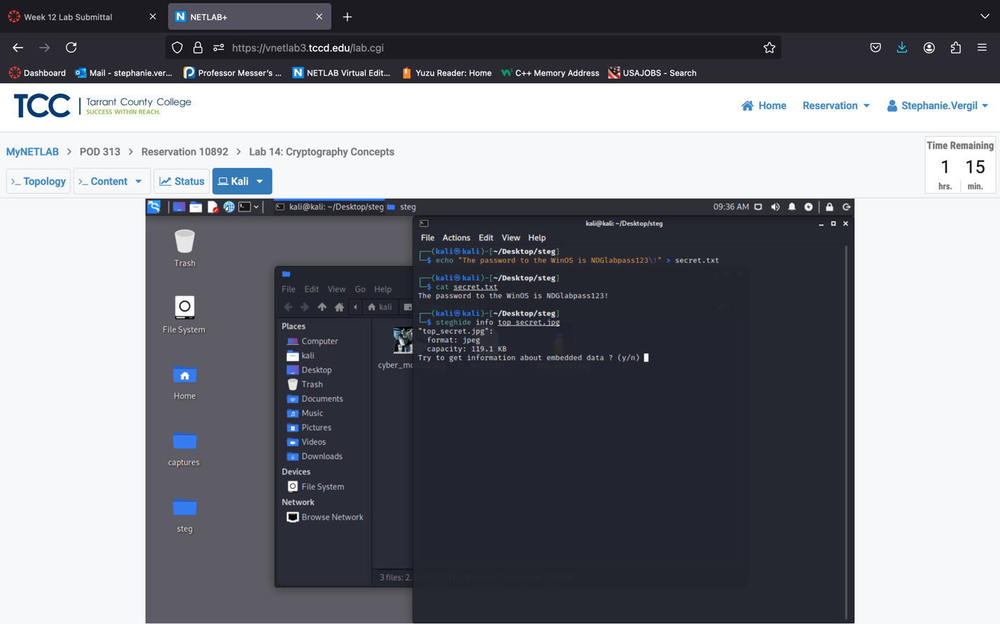 Week 12 Lab Submittal
NETLAB+
https://vnetlab3.tccd.edu/lab.cgi
Dashboard
Mail - stephanie.ver...
Professor Messer's ...
NETLAB Virtual Edit...
Yuzu Reader: Home
C++ Memory Address
USAJOBS - Search
TCC
Tarrant County College
SUCCESS WITHIN REACH.
Home
Reservation
Stephanie.Vergil
MyNETLAB > POD 313 > Reservation 10892 > Lab 14: Cryptography Concepts
Time Remaining
1 15
hrs. min.
>_ Topology
>_ Content
Status
Kali
kali@kali: ~/Desktop/steg
steg
09:36 AM
Trash
File System
Home
captures
steg
File Edit View Go Help
kali
Places
Computer
kali
Desktop
Trash
Documents
Music
Pictures
Videos
Downloads
Devices
File System
Network
Browse Network
cyber_m
3 files: 2.
kali@kali: ~/Desktop/steg
File Actions Edit View Help
┌──(kali㉿kali)-[~/Desktop/steg]
└─$ echo "The password to the WinOS is NDGlabpass123\!" > secret.txt
┌──(kali㉿kali)-[~/Desktop/steg]
└─$ cat secret.txt
The password to the WinOS is NDGlabpass123!
┌──(kali㉿kali)-[~/Desktop/steg]
└─$ steghide info top_secret.jpg
"top_secret.jpg":
format: jpeg
capacity: 119.1 KB
Try to get information about embedded data ? (y/n)